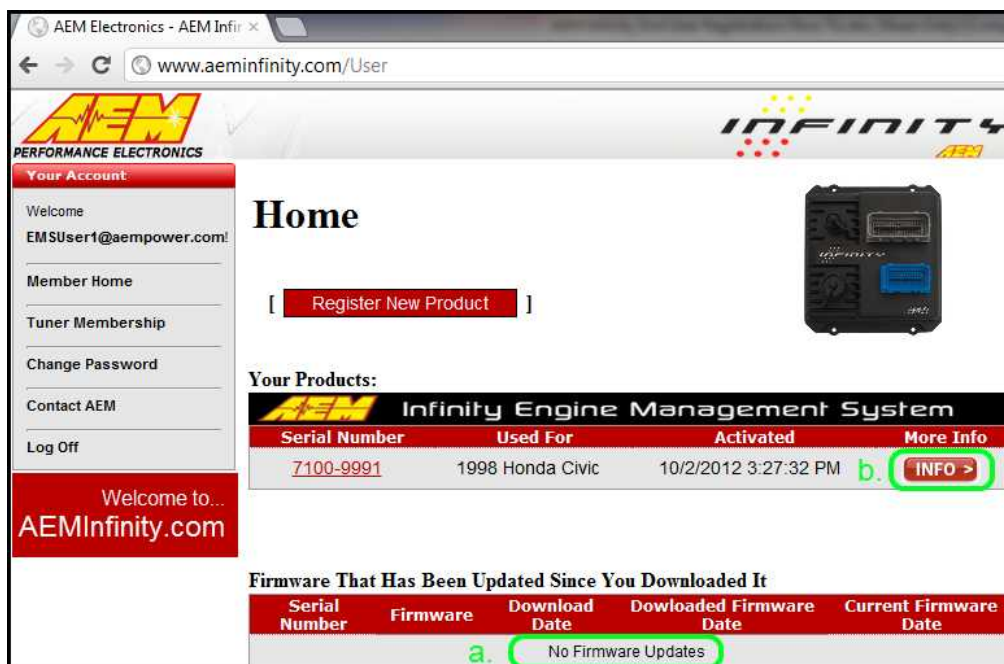 AEM Electronics - AEM Infir ×
www.aeminfinity.com/User
AEM
PERFORMANCE ELECTRONICS
INFINITY
AEM
Your Account
Welcome
EMSUser1@aempower.com!
Member Home
Tuner Membership
Change Password
Contact AEM
Log Off
Welcome to...
AEMInfinity.com
Home
INFINITY
[ Register New Product ]
Your Products:
AEM Infinity Engine Management System
Serial Number Used For Activated More Info
7100-9991 1998 Honda Civic 10/2/2012 3:27:32 PM b. INFO >
Firmware That Has Been Updated Since You Downloaded It
Serial Number Firmware Download Date Dowloaded Firmware Date Current Firmware Date
a. No Firmware Updates